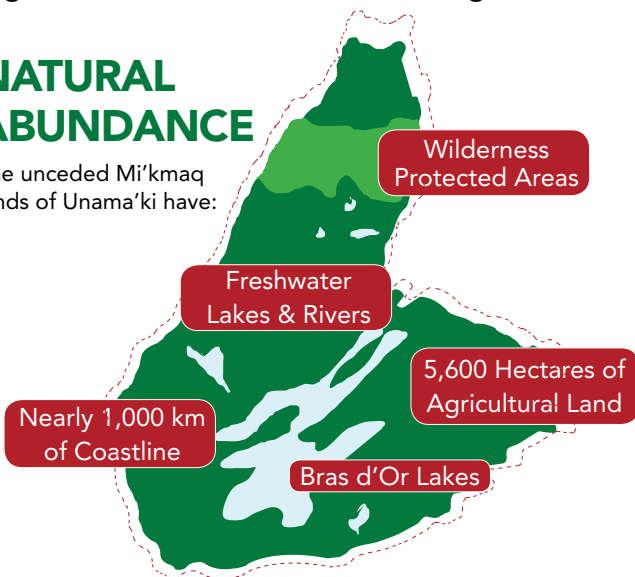 NATURAL
ABUNDANCE
he unceded Mi'kmaq
nds of Unama'ki have:
Wilderness
Protected Areas
Freshwater
Lakes & Rivers
5,600 Hectares of
Agricultural Land
Nearly 1,000 km
of Coastline
Bras d'Or Lakes